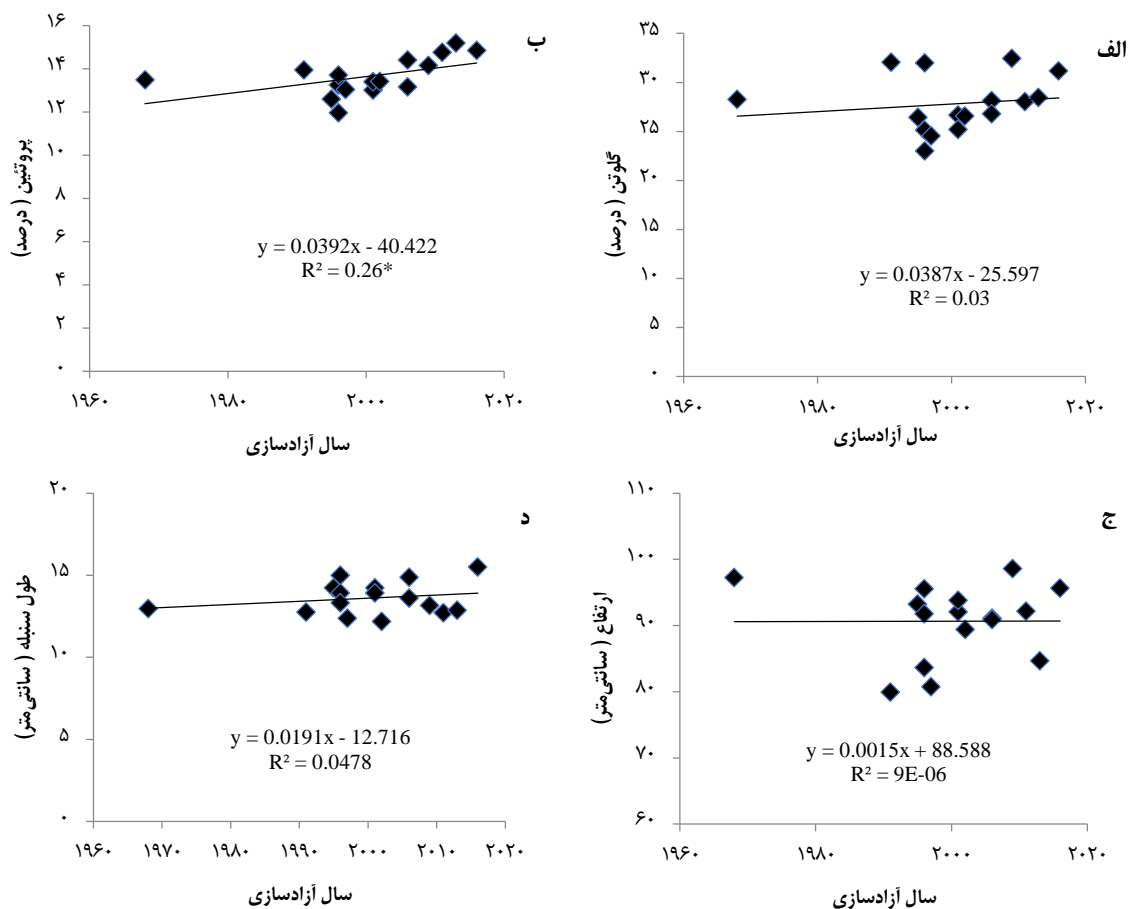 الف
گلوتن ( درصد)
۳۵
۳۰
۲۵
۲۰
۱۵
۱۰
۵
۰
y = 0.0387x - 25.597
R² = 0.03
۱۹۶۰ ۱۹۸۰ ۲۰۰۰ ۲۰۲۰
سال آزادسازی
ب
پروتئین ( درصد)
۱۶
۱۴
۱۲
۱۰
۸
۶
۴
۲
۰
y = 0.0392x - 40.422
R² = 0.26*
۱۹۶۰ ۱۹۸۰ ۲۰۰۰ ۲۰۲۰
سال آزادسازی
ج
ارتفاع ( سانتی‌متر)
۱۱۰
۱۰۰
۹۰
۸۰
۷۰
۶۰
y = 0.0015x + 88.588
R² = 9E-06
۱۹۶۰ ۱۹۸۰ ۲۰۰۰ ۲۰۲۰
سال آزادسازی
د
طول سنبله ( سانتی‌متر)
۲۰
۱۵
۱۰
۵
۰
y = 0.0191x - 12.716
R² = 0.0478
۱۹۶۰ ۱۹۷۰ ۱۹۸۰ ۱۹۹۰ ۲۰۰۰ ۲۰۱۰ ۲۰۲۰
سال آزادسازی